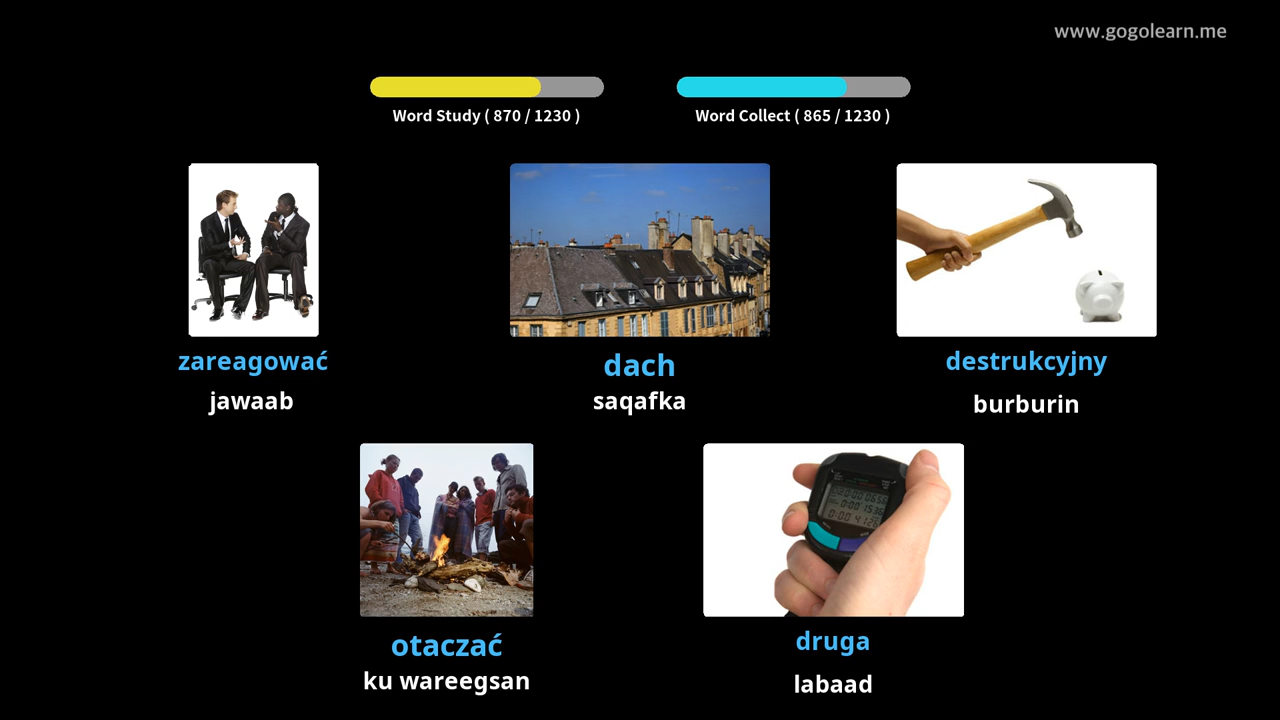 www.gogolearn.me
Word Study ( 870 / 1230 )
Word Collect ( 865 / 1230 )
zareagować
jawaab
dach
saqafka
destrukcyjny
burburin
otaczać
ku wareegsan
druga
labaad